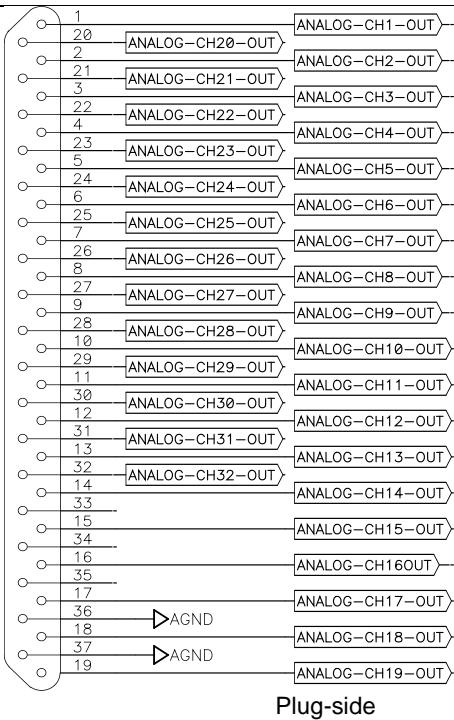 1 ANALOG-CH1-OUT
20 ANALOG-CH20-OUT
2 ANALOG-CH2-OUT
21 ANALOG-CH21-OUT
3 ANALOG-CH3-OUT
22 ANALOG-CH22-OUT
4 ANALOG-CH4-OUT
23 ANALOG-CH23-OUT
5 ANALOG-CH5-OUT
24 ANALOG-CH24-OUT
6 ANALOG-CH6-OUT
25 ANALOG-CH25-OUT
7 ANALOG-CH7-OUT
26 ANALOG-CH26-OUT
8 ANALOG-CH8-OUT
27 ANALOG-CH27-OUT
9 ANALOG-CH9-OUT
28 ANALOG-CH28-OUT
10 ANALOG-CH10-OUT
29 ANALOG-CH29-OUT
11 ANALOG-CH11-OUT
30 ANALOG-CH30-OUT
12 ANALOG-CH12-OUT
31 ANALOG-CH31-OUT
13 ANALOG-CH13-OUT
32 ANALOG-CH32-OUT
14 ANALOG-CH14-OUT
33
15 ANALOG-CH15-OUT
34
16 ANALOG-CH16OUT
35
17 ANALOG-CH17-OUT
36 AGND
18 ANALOG-CH18-OUT
37 AGND
19 ANALOG-CH19-OUT
Plug-side